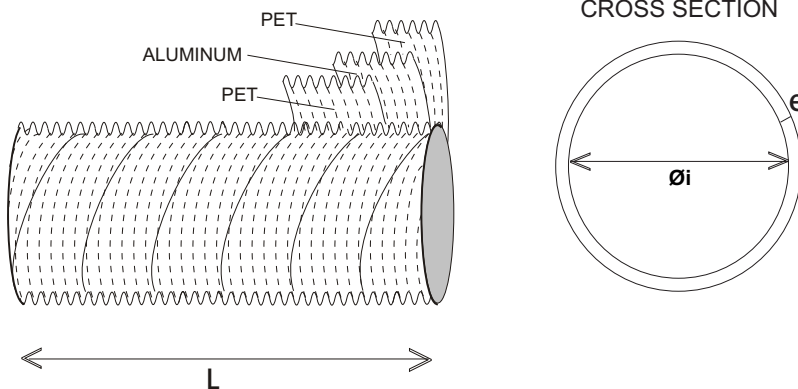 CROSS SECTION
PET
ALUMINUM
PET
e
Øi
L